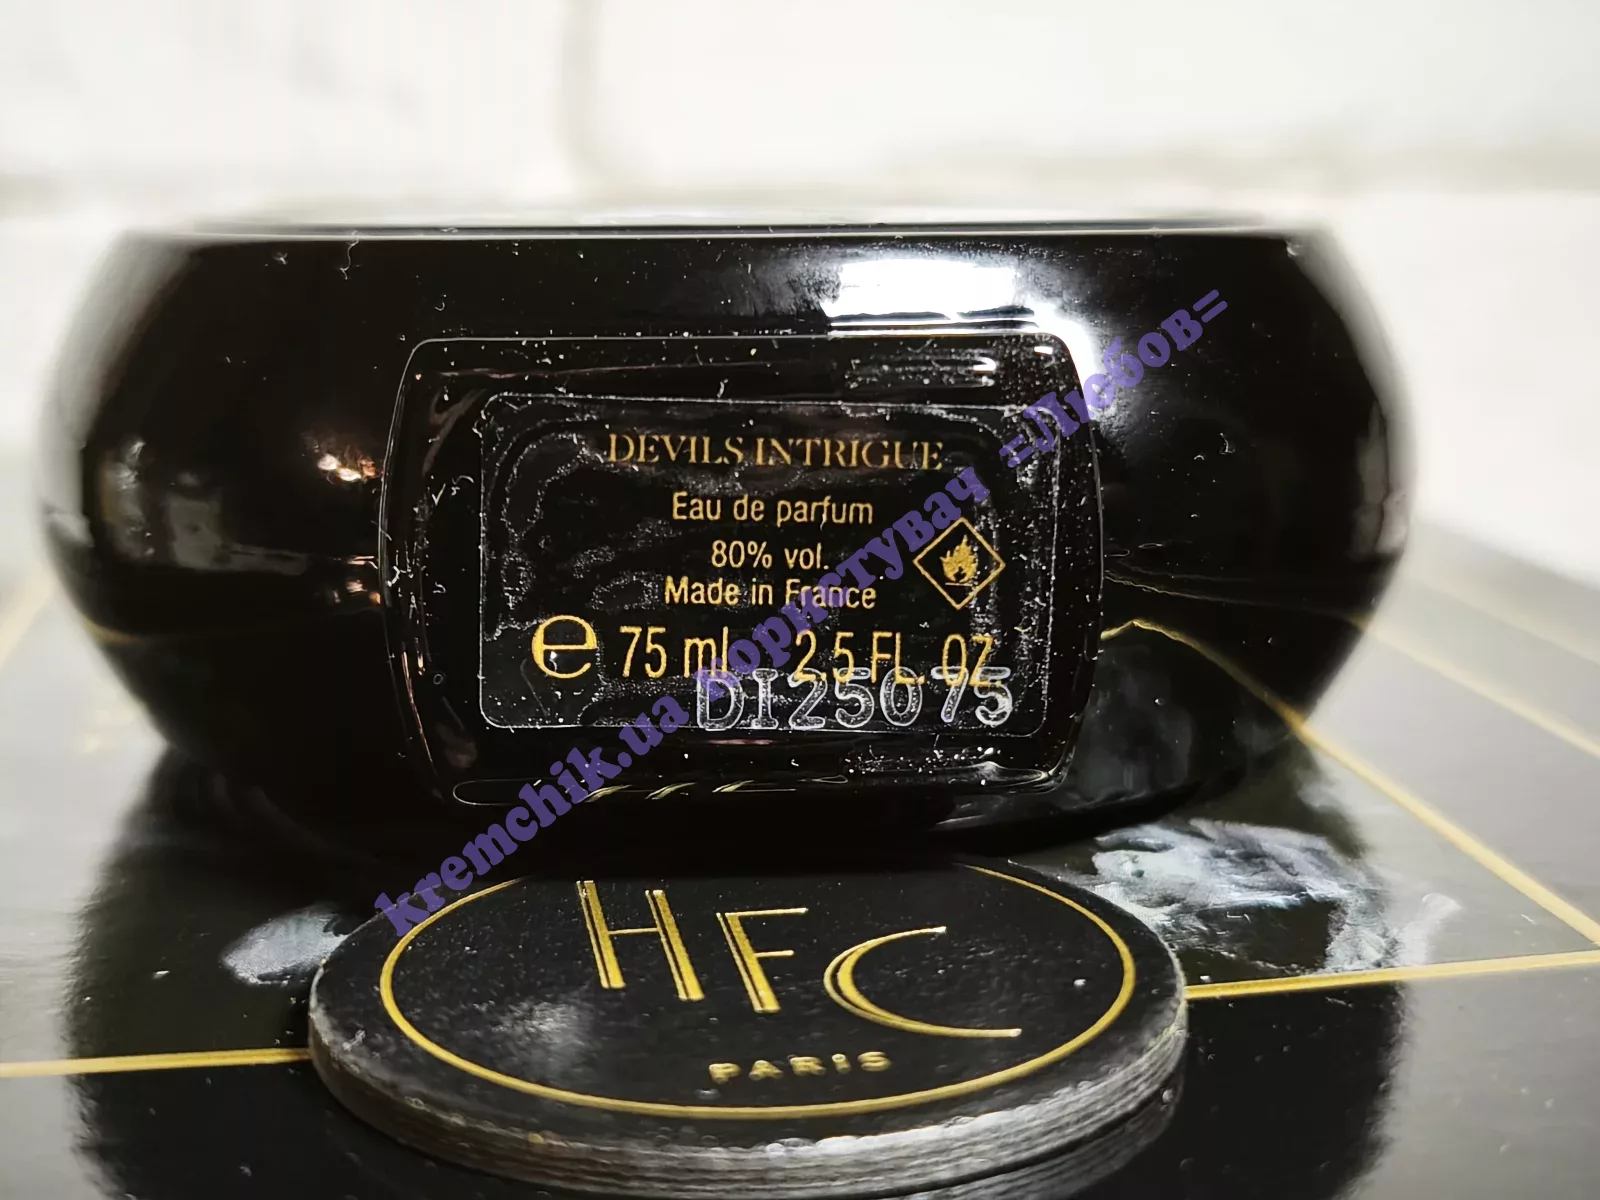 DEVILS INTRIGUE
Eau de parfum
80% vol.
Made in France
e 75 ml 2.5 FL. OZ.
DI25075
HFC
PARIS
kremchik.ua користувач =Любов=